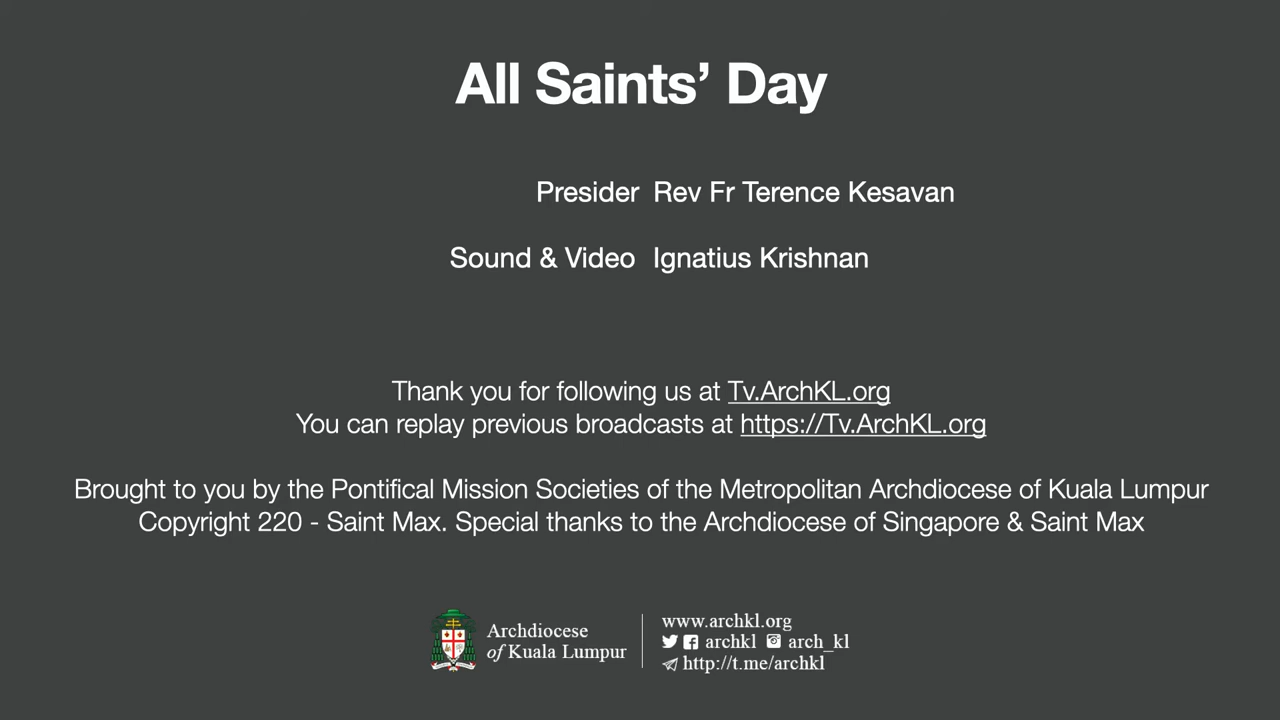 All Saints’ Day
Presider Rev Fr Terence Kesavan
Sound & Video Ignatius Krishnan
Thank you for following us at Tv.ArchKL.org
You can replay previous broadcasts at https://Tv.ArchKL.org
Brought to you by the Pontifical Mission Societies of the Metropolitan Archdiocese of Kuala Lumpur
Copyright 220 - Saint Max. Special thanks to the Archdiocese of Singapore & Saint Max
Archdiocese
of Kuala Lumpur
www.archkl.org
archkl arch_kl
http://t.me/archkl